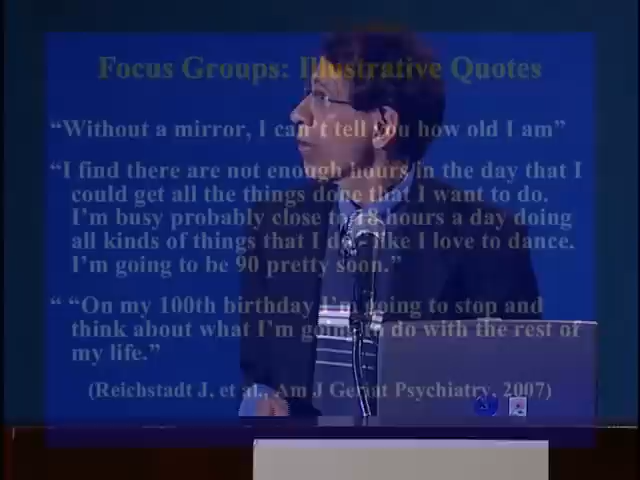 Focus Groups: Illustrative Quotes
“Without a mirror, I can’t tell you how old I am”
“I find there are not enough hours in the day that I
could get all the things done that I want to do.
I’m busy probably close to 18 hours a day doing
all kinds of things that I do like I love to dance.
I’m going to be 90 pretty soon.”
“ “On my 100th birthday I’m going to stop and
think about what I’m going to do with the rest of
my life.”
(Reichstadt J, et al., Am J Geriat Psychiatry, 2007)